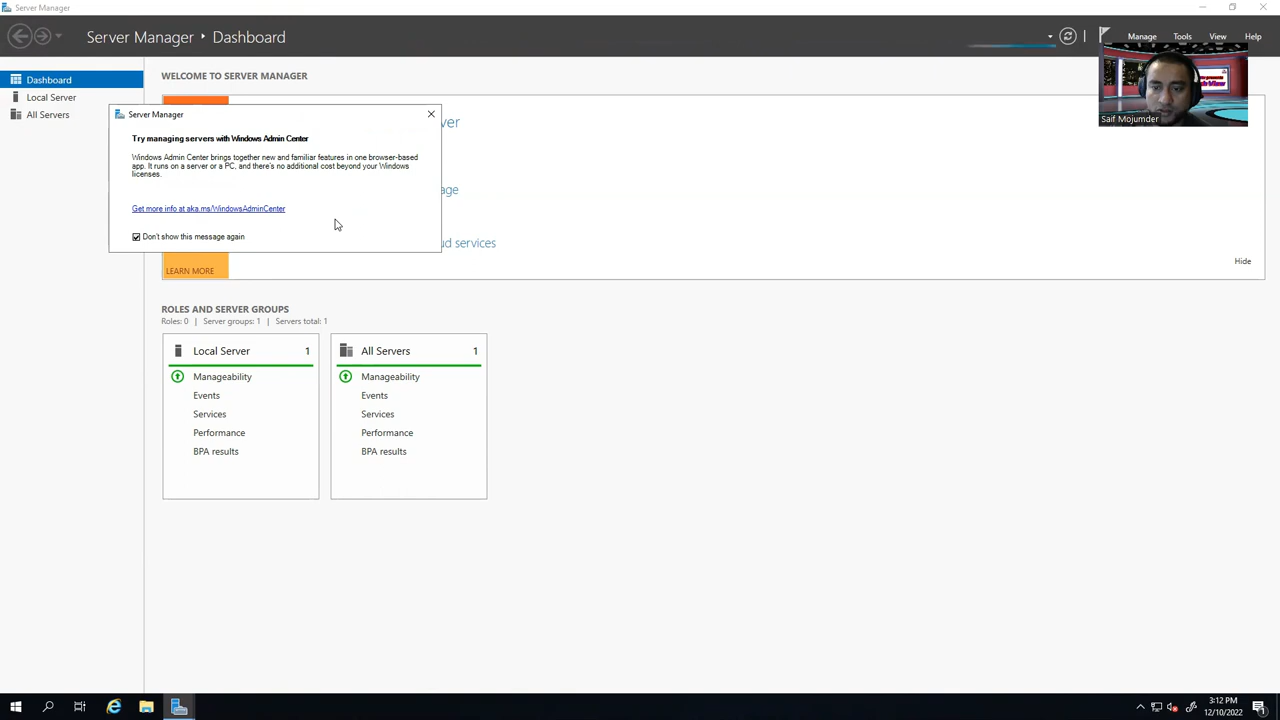 Server Manager
Server Manager • Dashboard
Manage Tools View Help
Dashboard
Local Server
All Servers
WELCOME TO SERVER MANAGER
Saif Mojumder
Server Manager
Try managing servers with Windows Admin Center
Windows Admin Center brings together new and familiar features in one browser-based
app. It runs on a server or a PC, and there's no additional cost beyond your Windows
licenses.
Get more info at aka.ms/WindowsAdminCenter
Don't show this message again
LEARN MORE
Hide
ROLES AND SERVER GROUPS
Roles: 0 | Server groups: 1 | Servers total: 1
Local Server 1
Manageability
Events
Services
Performance
BPA results
All Servers 1
Manageability
Events
Services
Performance
BPA results
3:12 PM
12/10/2022
1